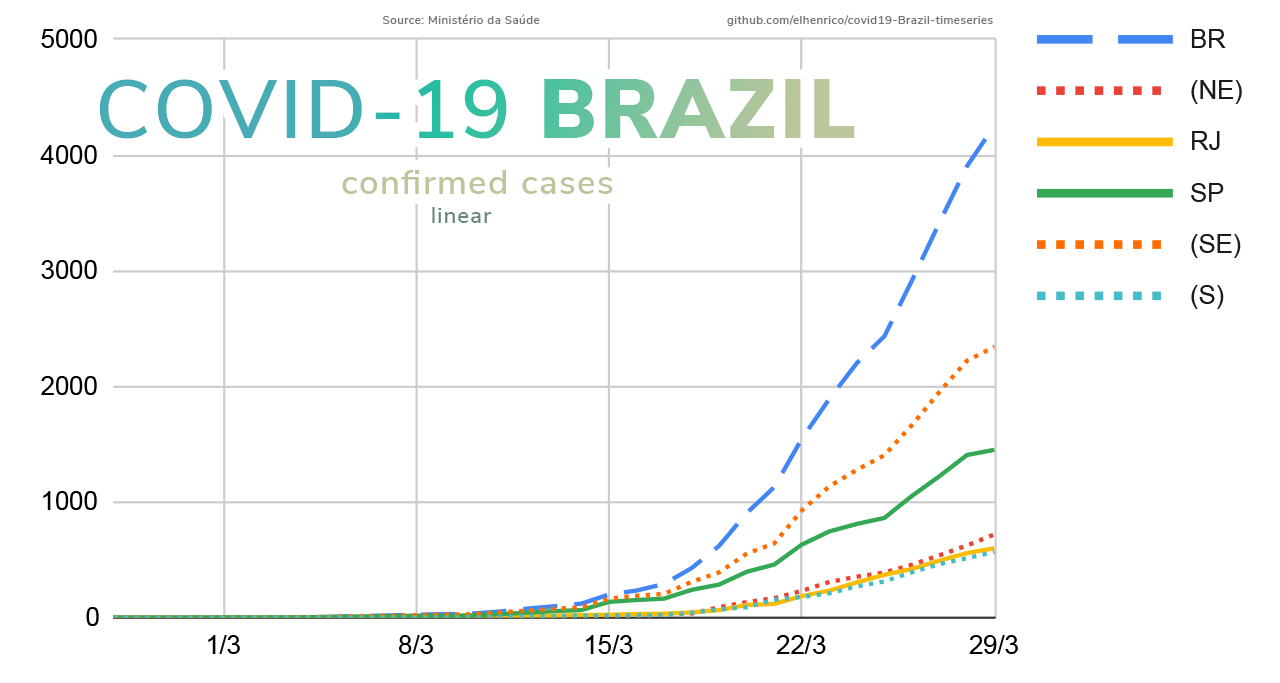 Source: Ministério da Saúde
github.com/elhenrico/covid19-Brazil-timeseries
COVID-19 BRAZIL
confirmed cases
linear
5000
4000
3000
2000
1000
0
1/3
8/3
15/3
22/3
29/3
BR
(NE)
RJ
SP
(SE)
(S)